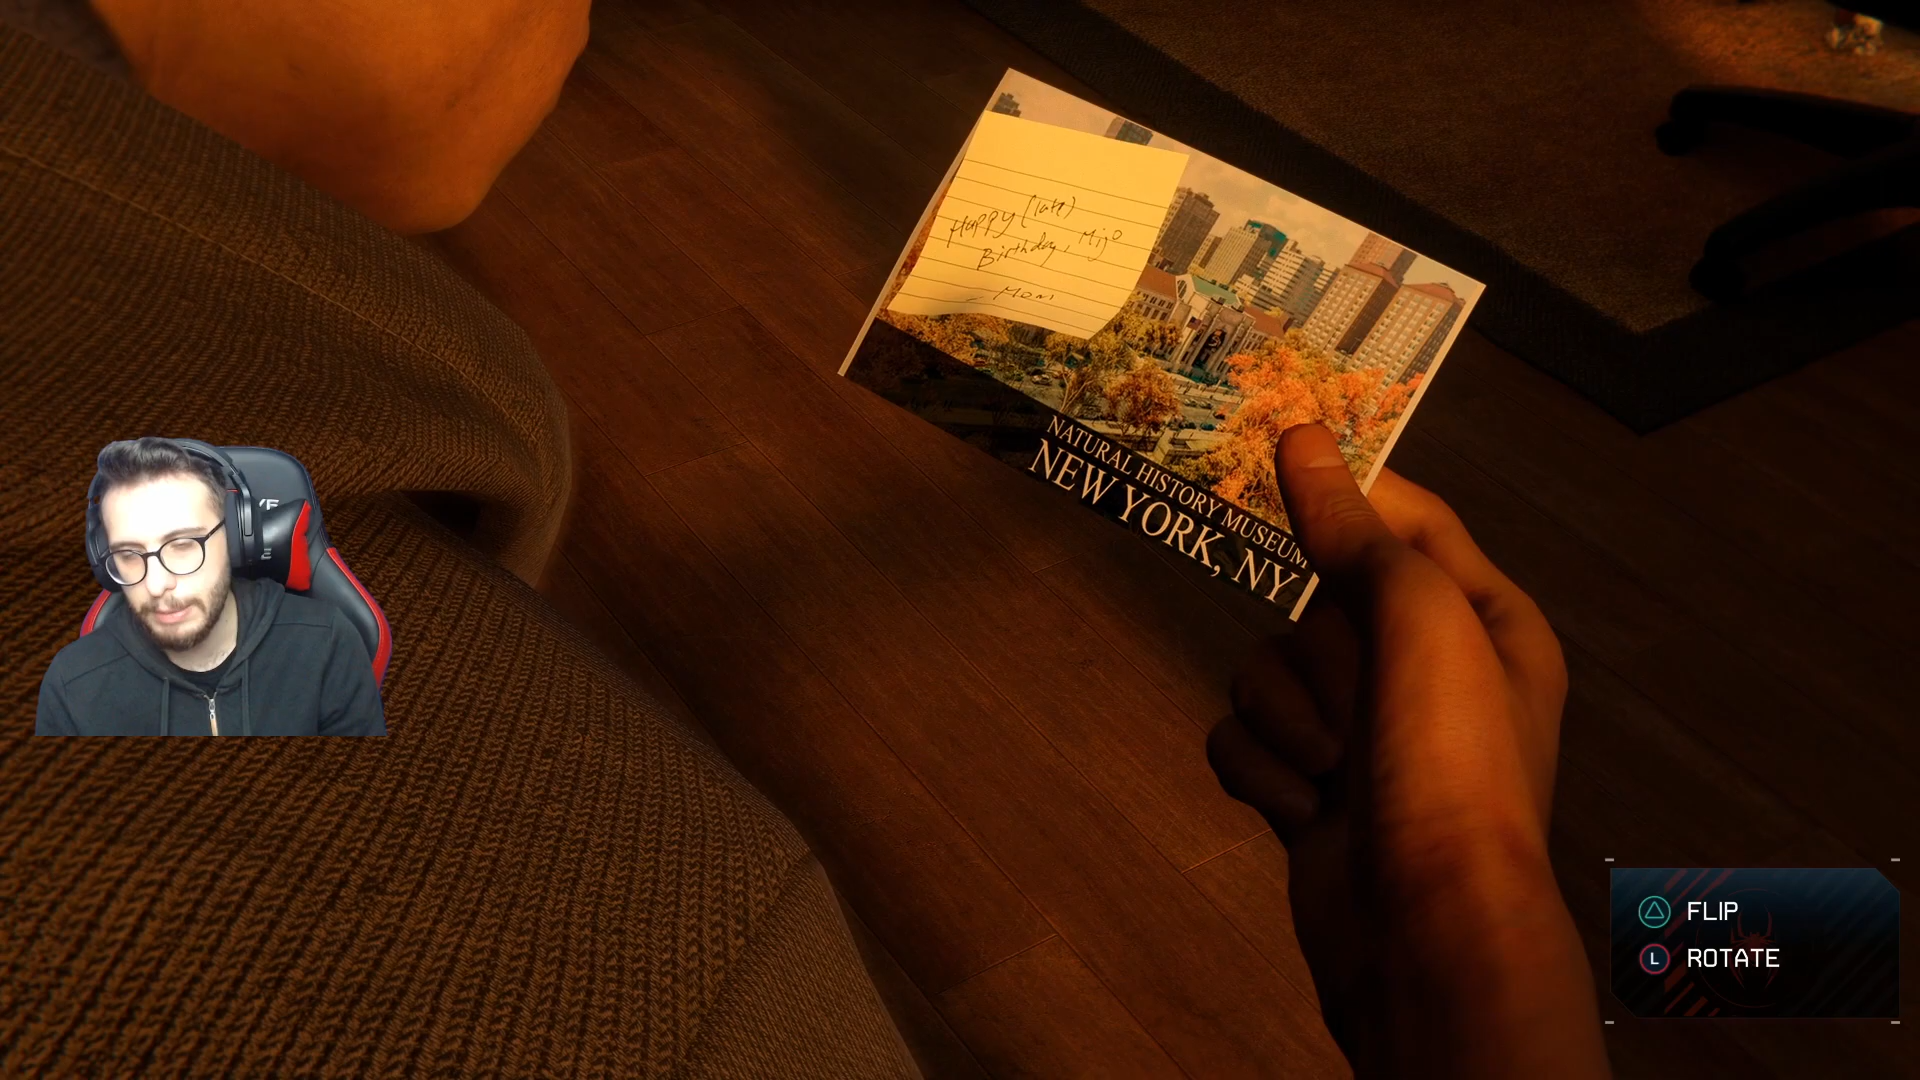 Happy (late)
Birthday, Mijo
- Mom
NATURAL HISTORY MUSEUM
NEW YORK, NY
FLIP
L ROTATE